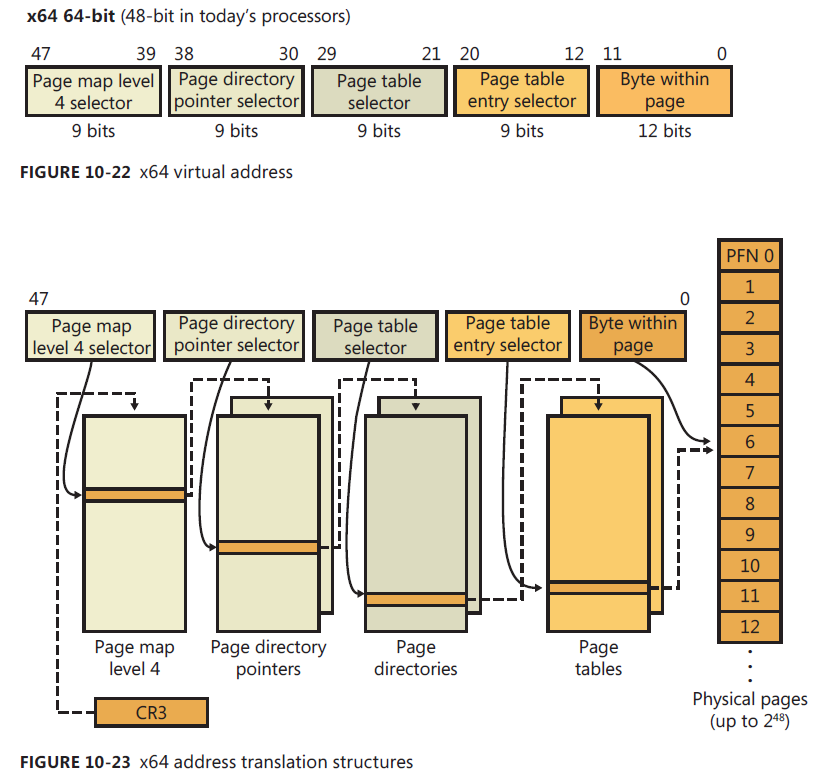 x64 64-bit (48-bit in today’s processors)
47 39 38 30 29 21 20 12 11 0
Page map level
4 selector
Page directory
pointer selector
Page table
selector
Page table
entry selector
Byte within
page
9 bits 9 bits 9 bits 9 bits 12 bits
FIGURE 10-22 x64 virtual address
47 0
Page map
level 4 selector
Page directory
pointer selector
Page table
selector
Page table
entry selector
Byte within
page
PFN 0
1
2
3
4
5
6
7
8
9
10
11
12
Page map
level 4
Page directory
pointers
Page
directories
Page
tables
CR3
Physical pages
(up to 2⁴⁸)
FIGURE 10-23 x64 address translation structures